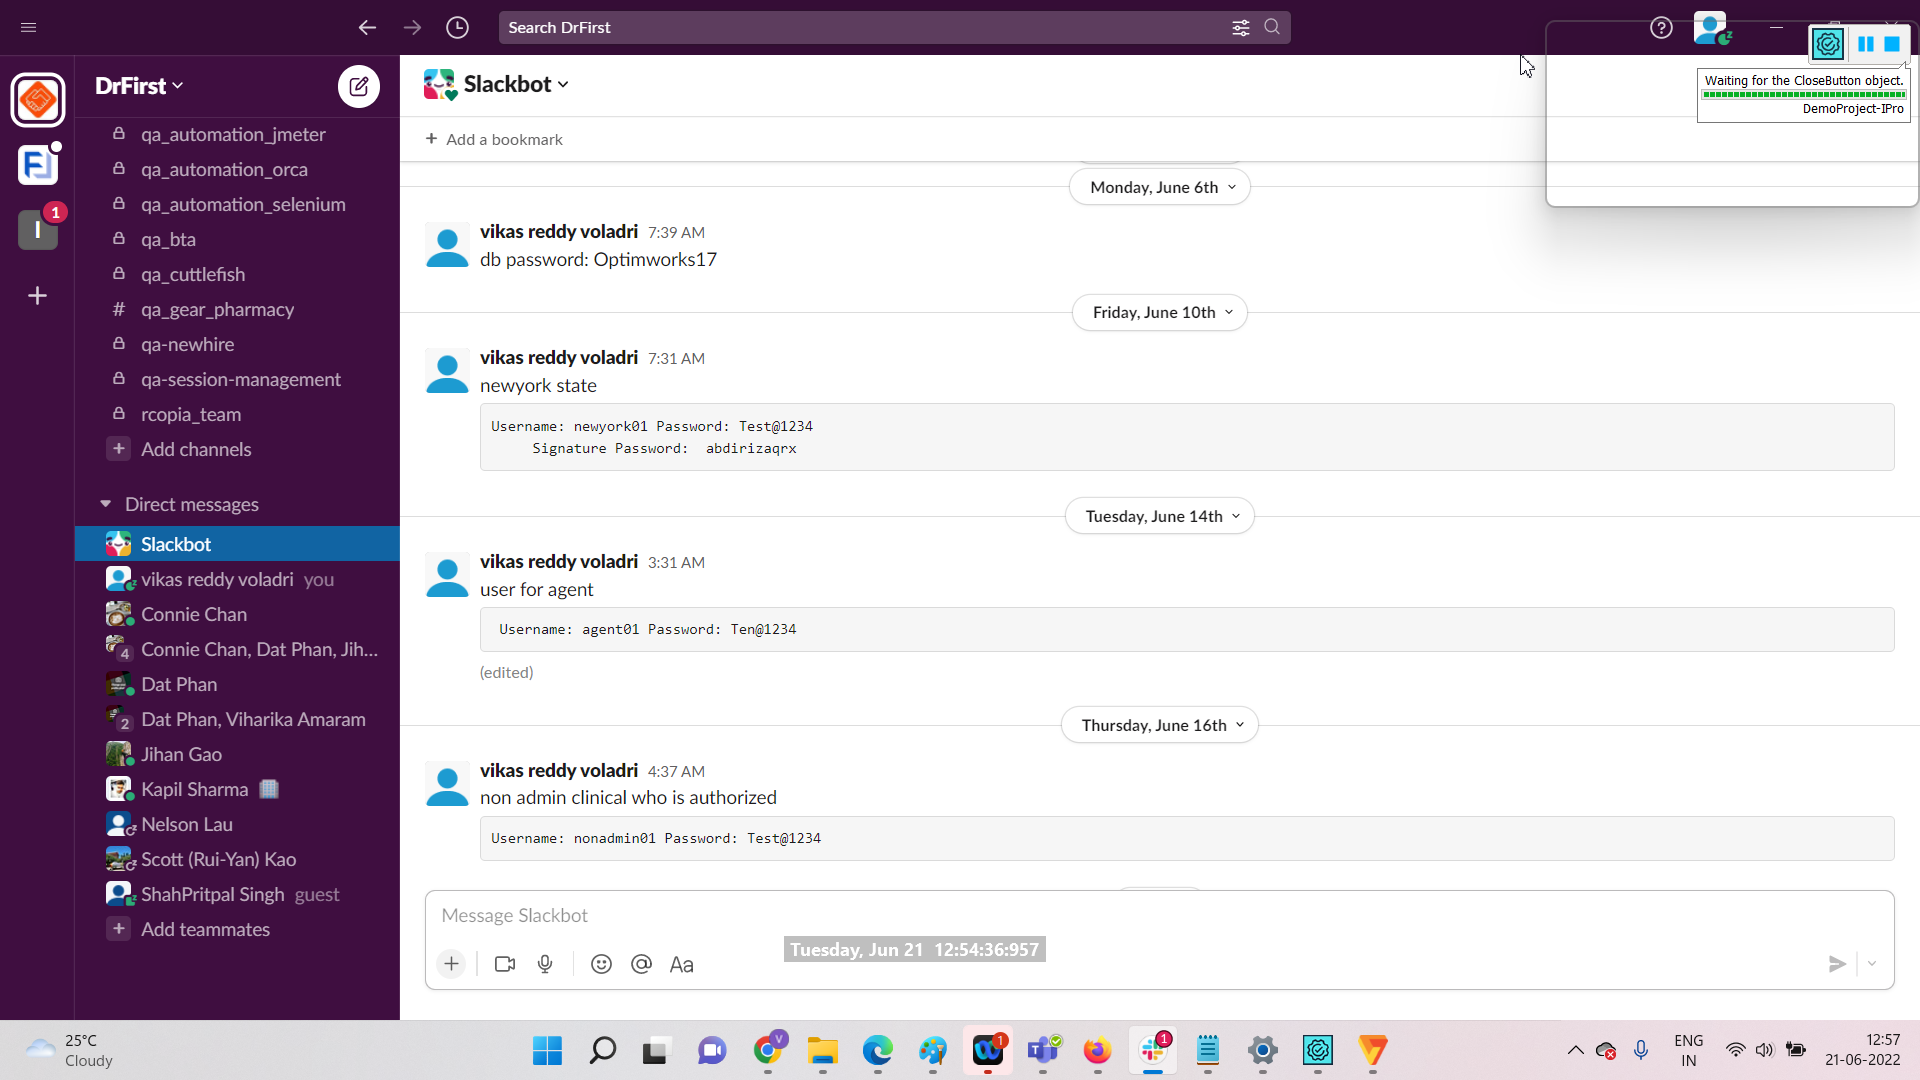 Search DrFirst
Waiting for the CloseButton object.
DemoProject-IPro
1
I
DrFirst
qa_automation_jmeter
qa_automation_orca
qa_automation_selenium
qa_bta
qa_cuttlefish
# qa_gear_pharmacy
qa-newhire
qa-session-management
rcopia_team
+ Add channels
Direct messages
Slackbot
vikas reddy voladri you
Connie Chan
4 Connie Chan, Dat Phan, Jih...
Dat Phan
2 Dat Phan, Viharika Amaram
Jihan Gao
Kapil Sharma
Nelson Lau
Scott (Rui-Yan) Kao
ShahPritpal Singh guest
+ Add teammates
Slackbot
+ Add a bookmark
Monday, June 6th
vikas reddy voladri 7:39 AM
db password: Optimworks17
Friday, June 10th
vikas reddy voladri 7:31 AM
newyork state
Username: newyork01 Password: Test@1234
Signature Password:  abdirizaqrx
Tuesday, June 14th
vikas reddy voladri 3:31 AM
user for agent
Username: agent01 Password: Ten@1234
(edited)
Thursday, June 16th
vikas reddy voladri 4:37 AM
non admin clinical who is authorized
Username: nonadmin01 Password: Test@1234
Message Slackbot
Tuesday, Jun 21  12:54:36:957
Aa
25°C
Cloudy
V
1
1
ENG
IN
12:57
21-06-2022